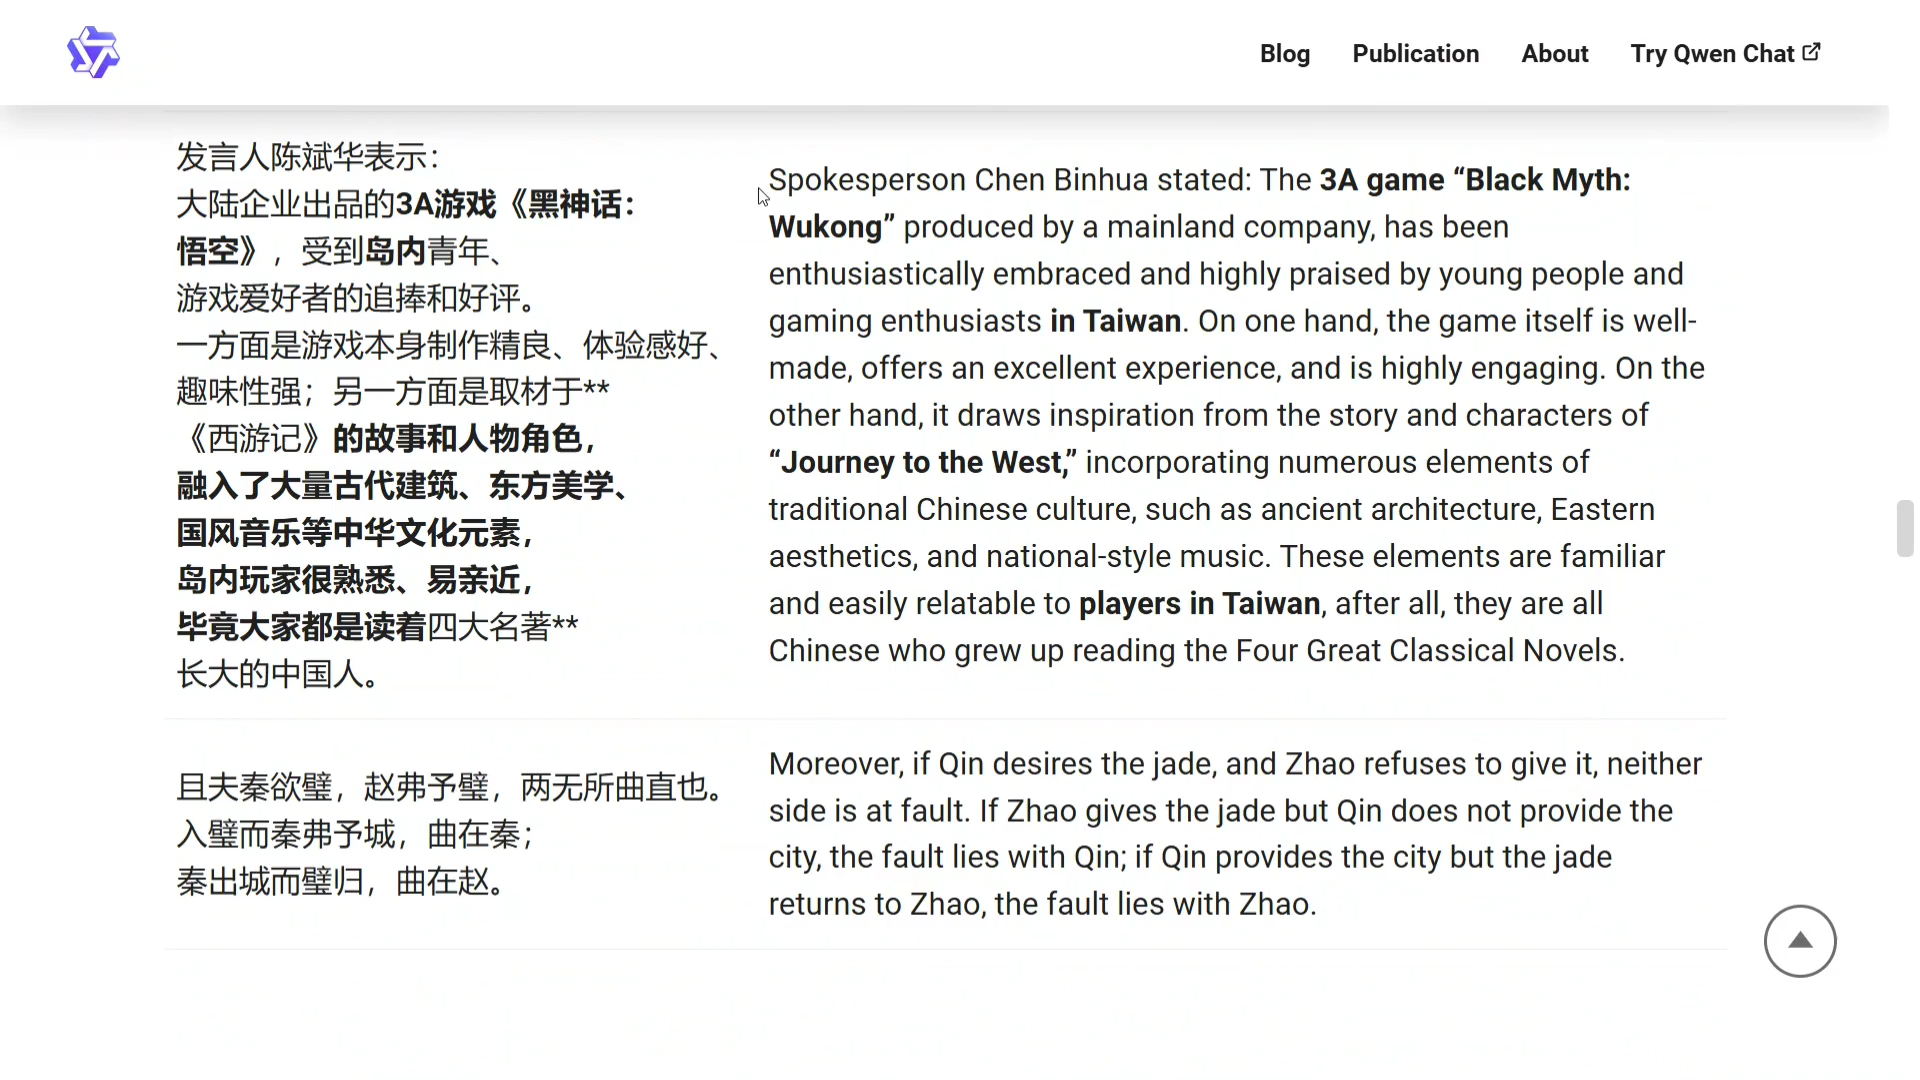 Blog Publication About Try Qwen Chat
发言人陈斌华表示：
大陆企业出品的3A游戏《黑神话：
悟空》，受到岛内青年、
游戏爱好者的追捧和好评。
一方面是游戏本身制作精良、体验感好、
趣味性强；另一方面是取材于**
《西游记》的故事和人物角色，
融入了大量古代建筑、东方美学、
国风音乐等中华文化元素，
岛内玩家很熟悉、易亲近，
毕竟大家都是读着四大名著**
长大的中国人。
Spokesperson Chen Binhua stated: The 3A game “Black Myth:
Wukong” produced by a mainland company, has been
enthusiastically embraced and highly praised by young people and
gaming enthusiasts in Taiwan. On one hand, the game itself is well-
made, offers an excellent experience, and is highly engaging. On the
other hand, it draws inspiration from the story and characters of
“Journey to the West,” incorporating numerous elements of
traditional Chinese culture, such as ancient architecture, Eastern
aesthetics, and national-style music. These elements are familiar
and easily relatable to players in Taiwan, after all, they are all
Chinese who grew up reading the Four Great Classical Novels.
且夫秦欲璧，赵弗予璧，两无所曲直也。
入璧而秦弗予城，曲在秦；
秦出城而璧归，曲在赵。
Moreover, if Qin desires the jade, and Zhao refuses to give it, neither
side is at fault. If Zhao gives the jade but Qin does not provide the
city, the fault lies with Qin; if Qin provides the city but the jade
returns to Zhao, the fault lies with Zhao.